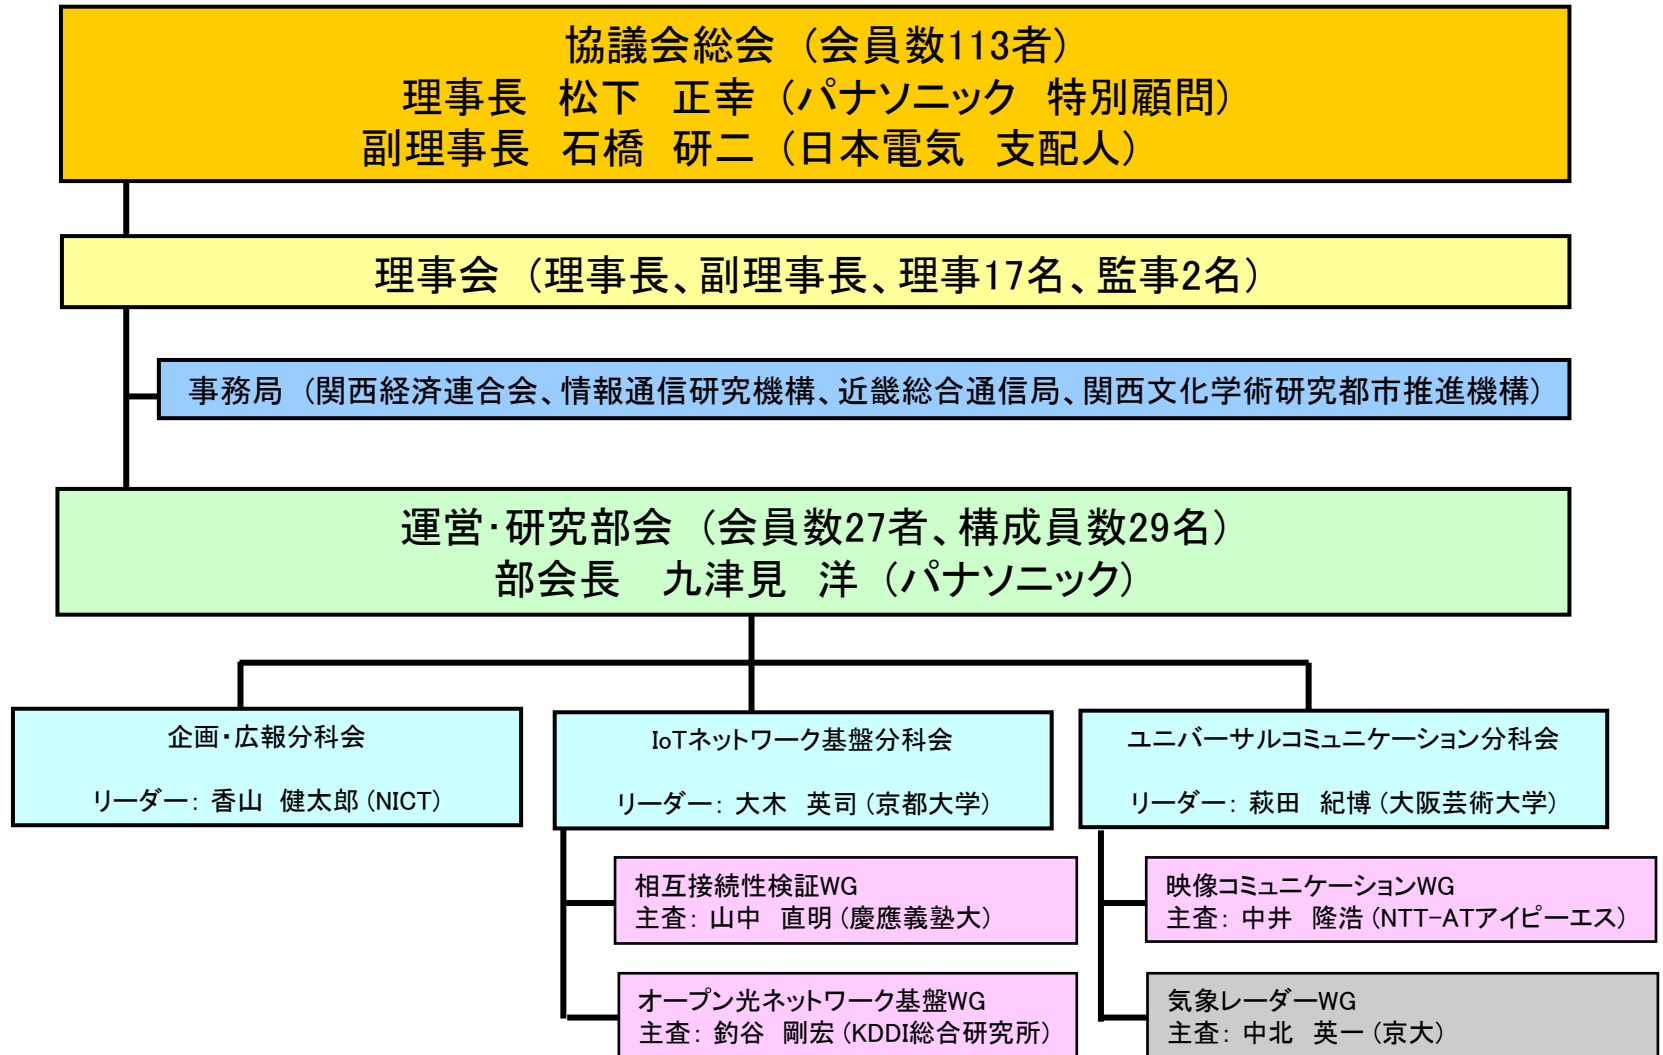 協議会総会（会員数113者）
理事長　松下　正幸（パナソニック　特別顧問）
副理事長　石橋　研二（日本電気　支配人）
理事会（理事長、副理事長、理事17名、監事2名）
事務局（関西経済連合会、情報通信研究機構、近畿総合通信局、関西文化学術研究都市推進機構）
運営・研究部会（会員数27者、構成員数29名）
部会長　九津見　洋（パナソニック）
企画・広報分科会
リーダー： 香山　健太郎（NICT）
IoTネットワーク基盤分科会
リーダー： 大木　英司（京都大学）
ユニバーサルコミュニケーション分科会
リーダー： 萩田　紀博（大阪芸術大学）
相互接続性検証WG
主査： 山中　直明（慶應義塾大）
オープン光ネットワーク基盤WG
主査： 釣谷　剛宏（KDDI総合研究所）
映像コミュニケーションWG
主査： 中井　隆浩（NTT-ATアイピーエス）
気象レーダーWG
主査： 中北　英一（京大）